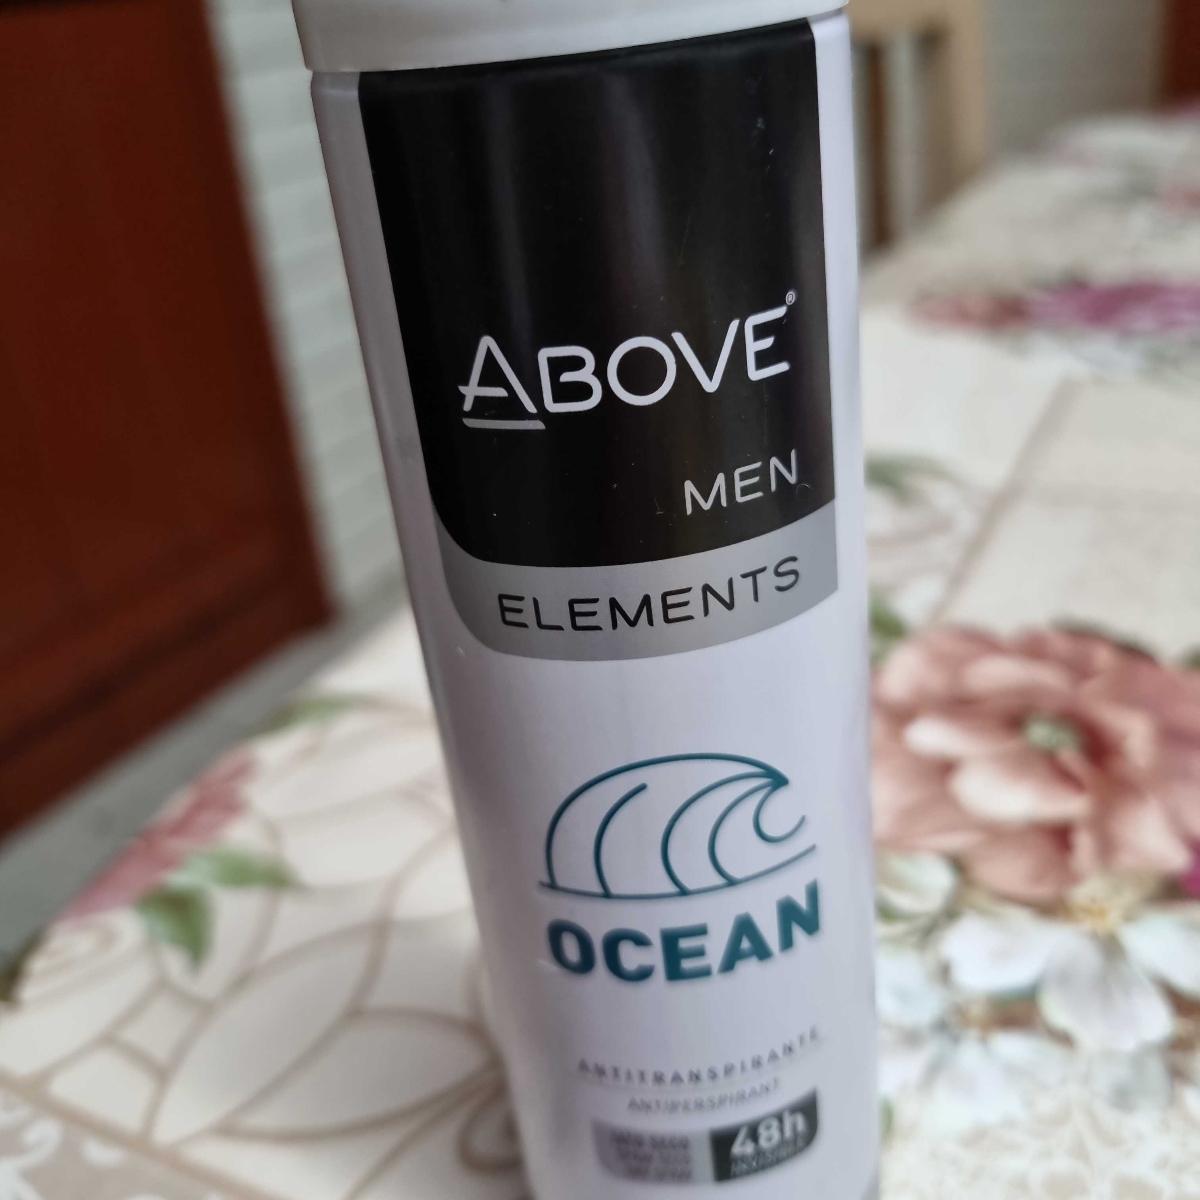 ABOVE®
MEN
ELEMENTS
OCEAN
ANTITRANSPIRANTE
ANTIPERSPIRANT
48h